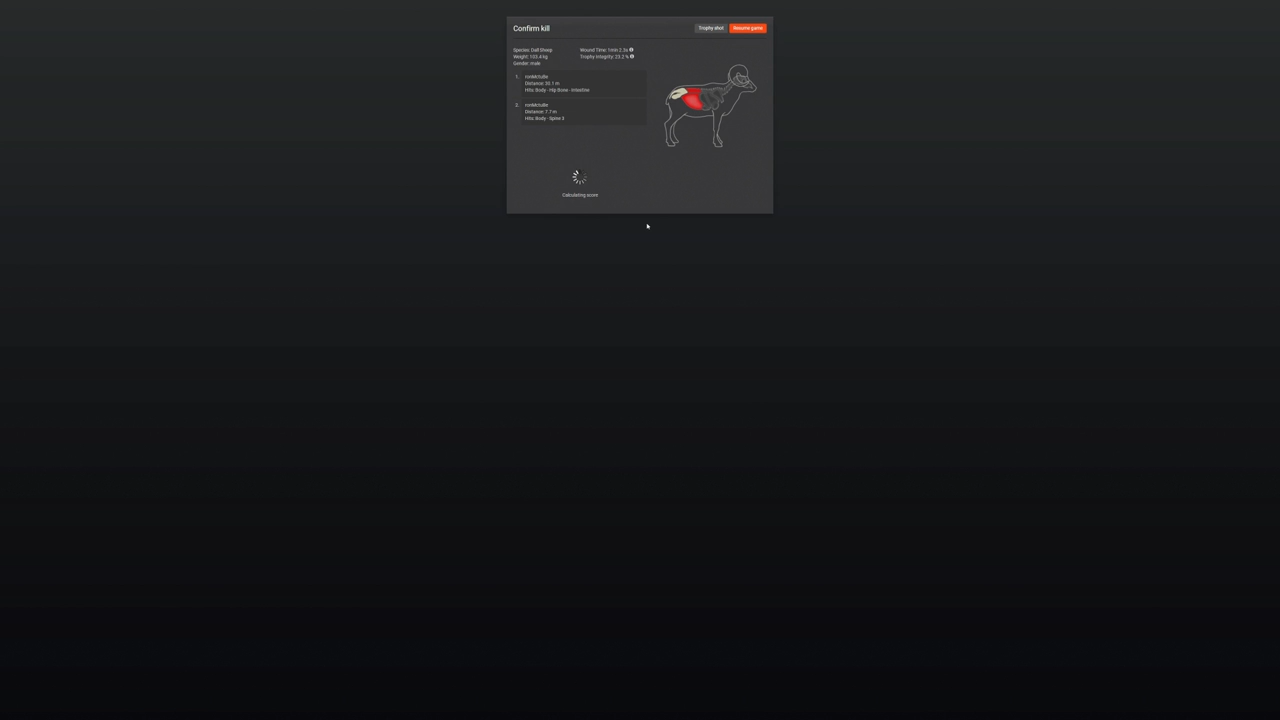 Confirm kill
Trophy shot
Resume game
Species: Dall Sheep
Weight: 103.4 kg
Gender: male
Wound Time: 1min 2.3s
Trophy Integrity: 23.2 %
1.
Distance: 30.1 m
Hits: Body - Hip Bone - Intestine
2.
Distance: 7.7 m
Hits: Body - Spine 3
Calculating score